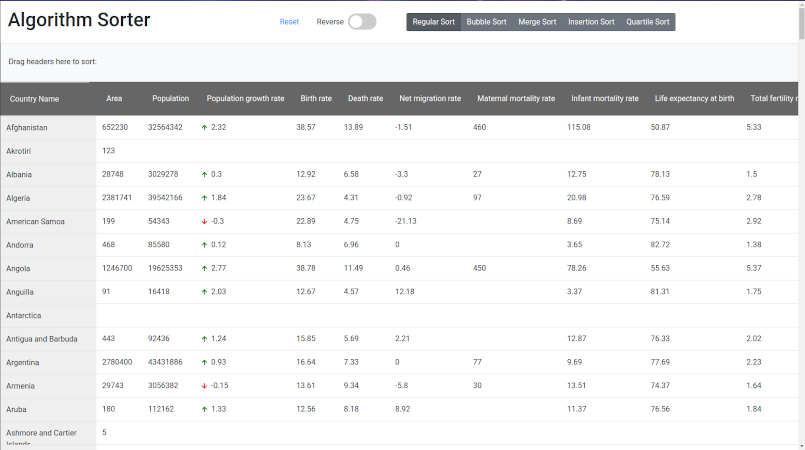 Algorithm Sorter
Reset Reverse Regular Sort Bubble Sort Merge Sort Insertion Sort Quartile Sort
Drag headers here to sort:
Country Name Area Population Population growth rate Birth rate Death rate Net migration rate Maternal mortality rate Infant mortality rate Life expectancy at birth Total fertility r
Afghanistan 652230 32564342 ↑ 2.32 38.57 13.89 -1.51 460 115.08 50.87 5.33
Akrotiri 123
Albania 28748 3029278 ↑ 0.3 12.92 6.58 -3.3 27 12.75 78.13 1.5
Algeria 2381741 39542166 ↑ 1.84 23.67 4.31 -0.92 97 20.98 76.59 2.78
American Samoa 199 54343 ↓ -0.3 22.89 4.75 -21.13 8.69 75.14 2.92
Andorra 468 85580 ↑ 0.12 8.13 6.96 0 3.65 82.72 1.38
Angola 1246700 19625353 ↑ 2.77 38.78 11.49 0.46 450 78.26 55.63 5.37
Anguilla 91 16418 ↑ 2.03 12.67 4.57 12.18 3.37 81.31 1.75
Antarctica
Antigua and Barbuda 443 92436 ↑ 1.24 15.85 5.69 2.21 12.87 76.33 2.02
Argentina 2780400 43431886 ↑ 0.93 16.64 7.33 0 77 9.69 77.69 2.23
Armenia 29743 3056382 ↓ -0.15 13.61 9.34 -5.8 30 13.51 74.37 1.64
Aruba 180 112162 ↑ 1.33 12.56 8.18 8.92 11.37 76.56 1.84
Ashmore and Cartier 5
Islands